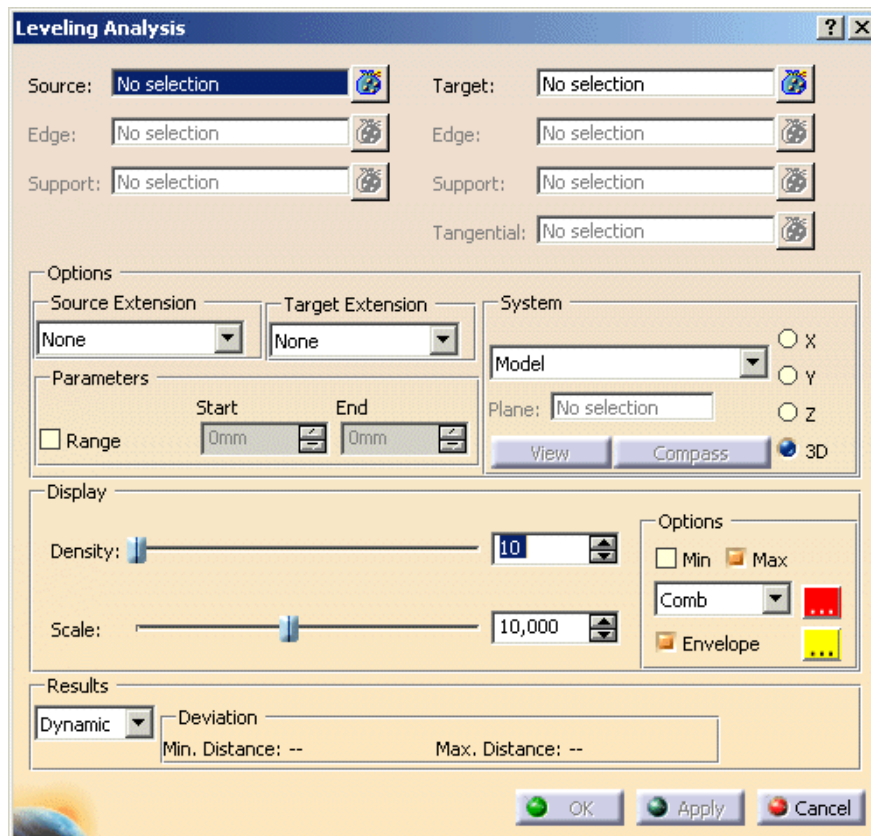 Leveling Analysis
Source: No selection
Target: No selection
Edge: No selection
Edge: No selection
Support: No selection
Support: No selection
Tangential: No selection
Options
Source Extension
Target Extension
System
None
None
Model
X
Y
Z
3D
Parameters
Start
End
Range
0mm
0mm
Plane: No selection
View
Compass
Display
Density:
10
Options
Min
Max
Comb
...
Scale:
10,000
Envelope
...
Results
Dynamic
Deviation
Min. Distance: --
Max. Distance: --
OK
Apply
Cancel